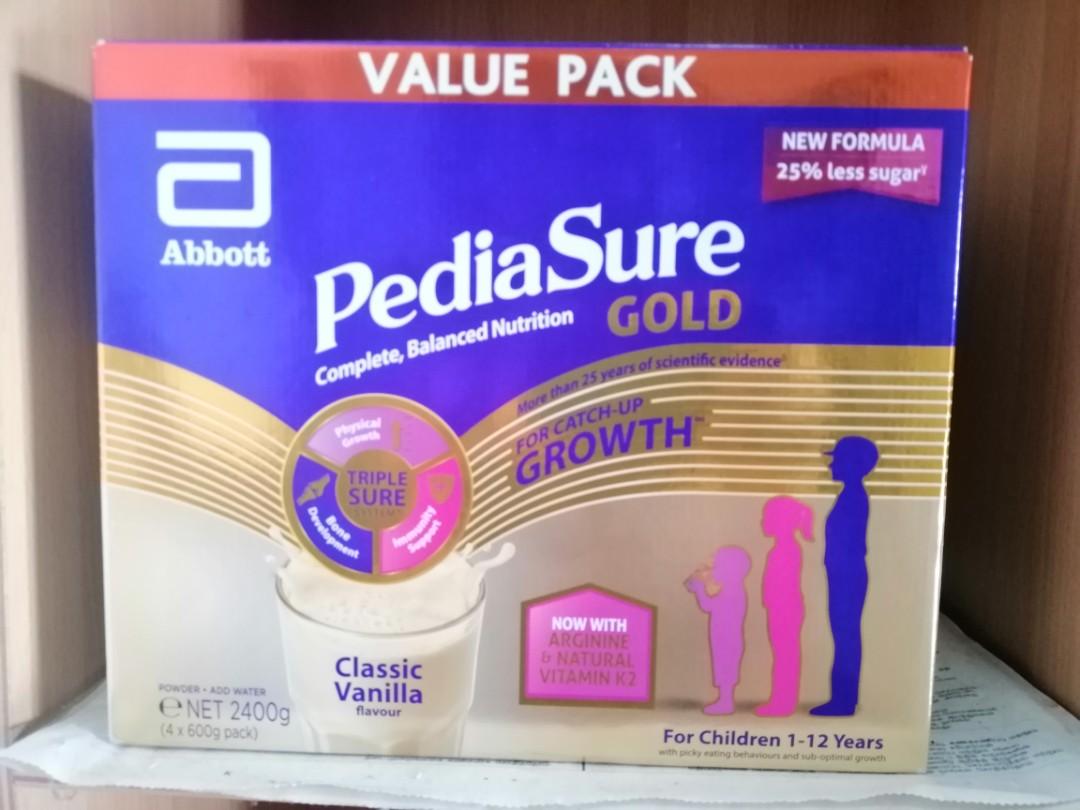 VALUE PACK
Abbott
NEW FORMULA
25% less sugarᵞ
PediaSure
GOLD
Complete, Balanced Nutrition
More than 25 years of scientific evidence
FOR CATCH-UP
GROWTH™
Physical
Growth
TRIPLE
SURE
SYSTEM
Bone
Development
Immunity
Support
Classic
Vanilla
flavour
NOW WITH
ARGININE
& NATURAL
VITAMIN K2
POWDER • ADD WATER
℮ NET 2400g
(4 x 600g pack)
For Children 1-12 Years
with picky eating behaviours and sub-optimal growth